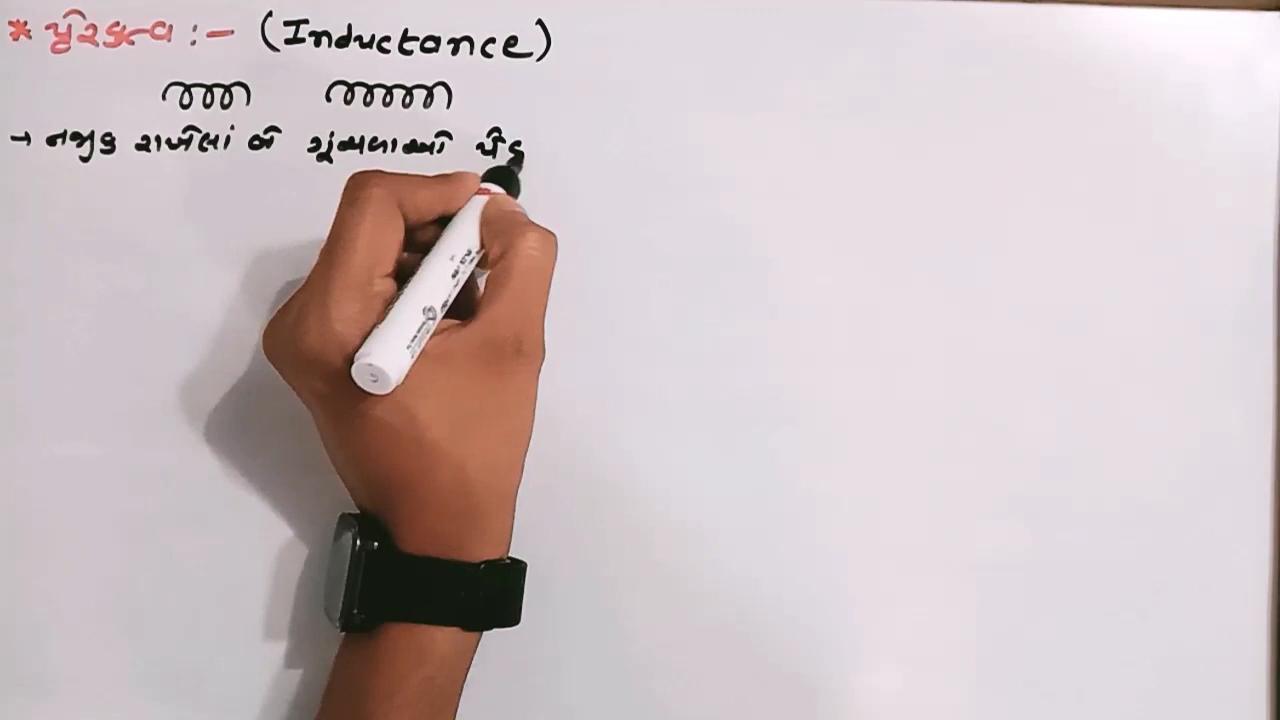 * પ્રેરકત્વ :- (Inductance)
→ નજીક રાખેલાં બે ગૂંચળાઓ પૈકી